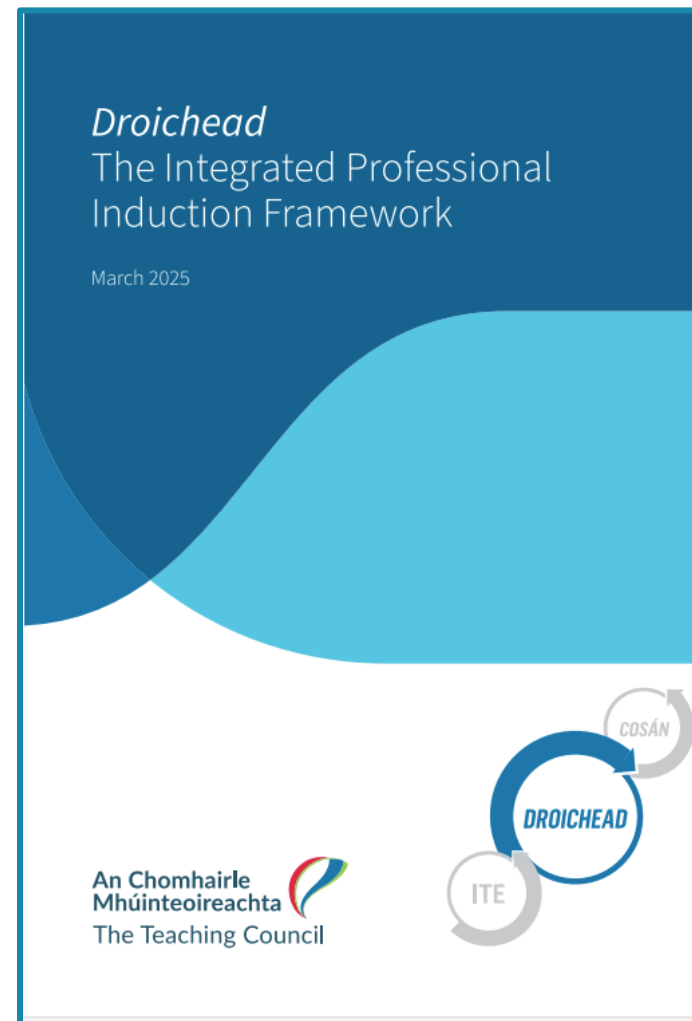 Droichead
The Integrated Professional
Induction Framework
March 2025
COSÁN
DROICHEAD
ITE
An Chomhairle
Mhúinteoireachta
The Teaching Council